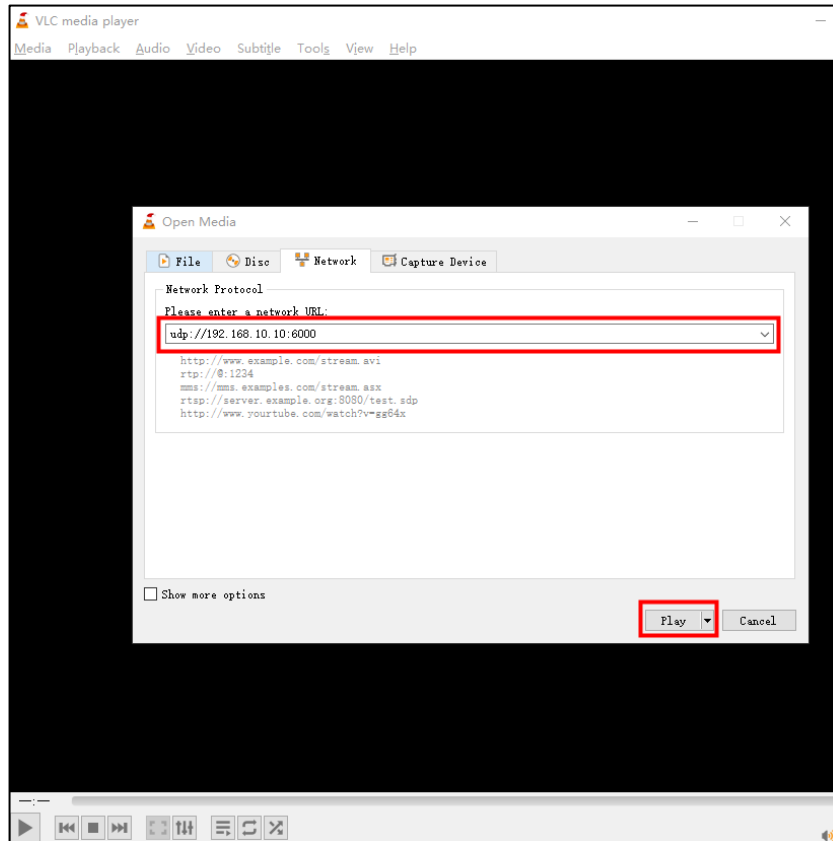 VLC media player
Media Playback Audio Video Subtitle Tools View Help
Open Media
File Disc Network Capture Device
Network Protocol
Please enter a network URL:
udp://192.168.10.10:6000
http://www.example.com/stream.avi
rtp://@:1234
mms://mms.examples.com/stream.asx
rtsp://server.example.org:8080/test.sdp
http://www.yourtube.com/watch?v=gg64x
Show more options
Play Cancel
--:--